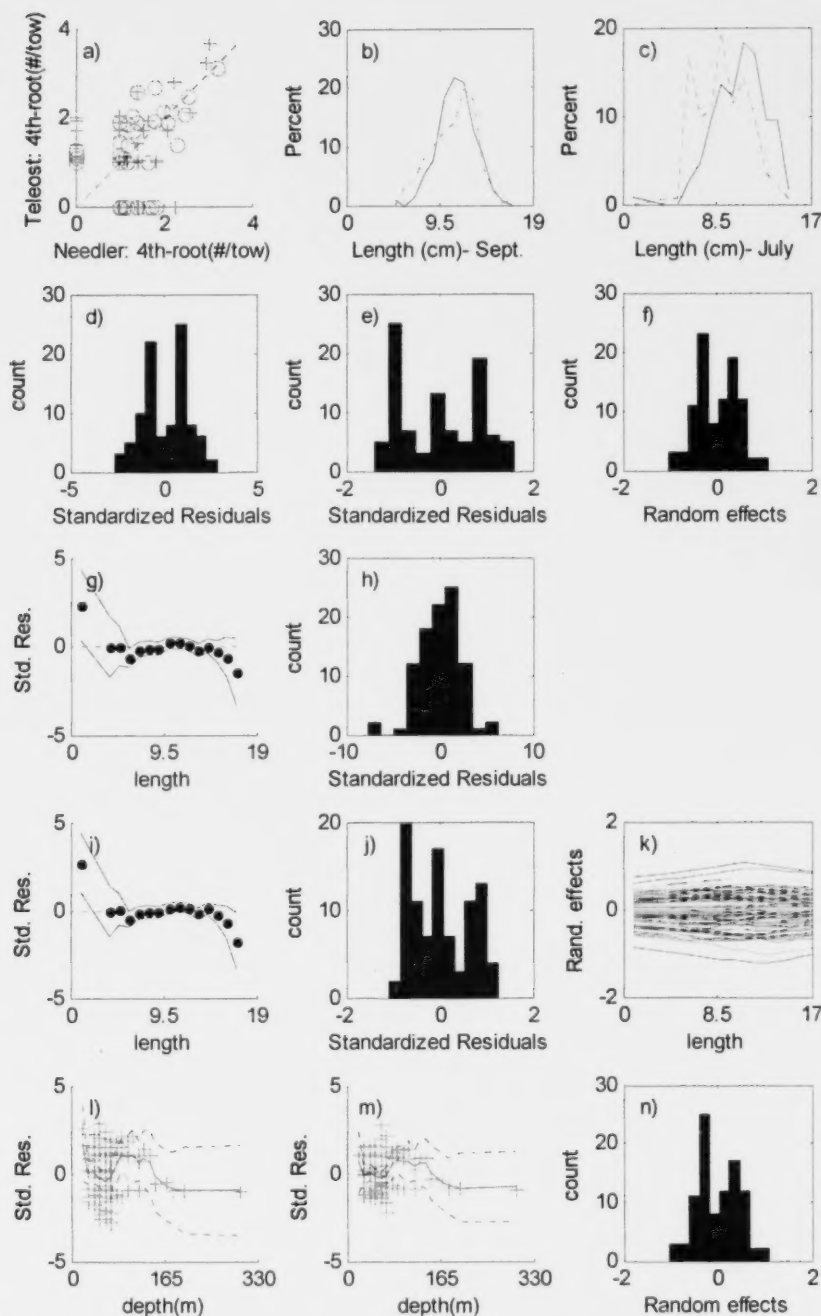 a)
4
2
0
0 2 4
Teleost: 4th-root(#/tow)
Needler: 4th-root(#/tow)
b)
30
20
10
0
0 9.5 19
Percent
Length (cm)- Sept.
c)
20
10
0
0 8.5 17
Percent
Length (cm)- July
d)
30
20
10
0
-5 0 5
count
Standardized Residuals
e)
30
20
10
0
-2 0 2
count
Standardized Residuals
f)
30
20
10
0
-2 0 2
count
Random effects
g)
5
0
-5
0 9.5 19
Std. Res.
length
h)
30
20
10
0
-10 0 10
count
Standardized Residuals
i)
5
0
-5
0 9.5 19
Std. Res.
length
j)
20
10
0
-2 0 2
count
Standardized Residuals
k)
2
0
-2
0 8.5 17
Rand. effects
length
l)
5
0
-5
0 165 330
Std. Res.
depth(m)
m)
5
0
-5
0 165 330
Std. Res.
depth(m)
n)
30
20
10
0
-2 0 2
count
Random effects